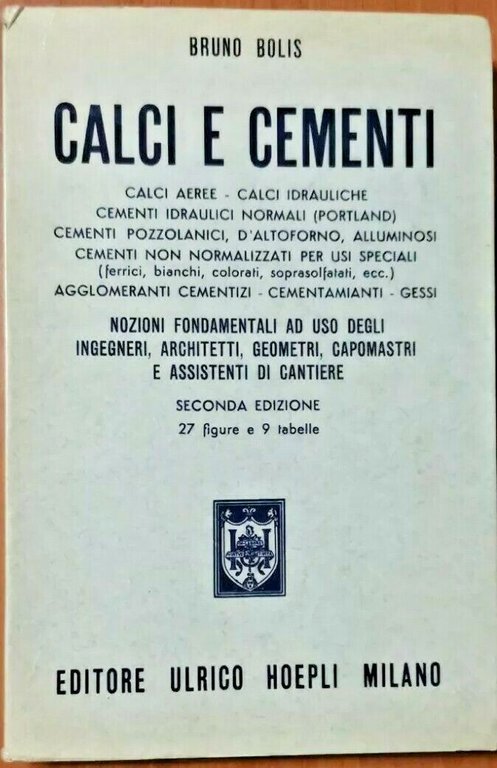 BRUNO BOLIS
CALCI E CEMENTI
CALCI AEREE - CALCI IDRAULICHE
CEMENTI IDRAULICI NORMALI (PORTLAND)
CEMENTI POZZOLANICI, D'ALTOFORNO, ALLUMINOSI
CEMENTI NON NORMALIZZATI PER USI SPECIALI
(ferrici, bianchi, colorati, soprasolfatati, ecc.)
AGGLOMERANTI CEMENTIZI - CEMENTAMIANTI - GESSI
NOZIONI FONDAMENTALI AD USO DEGLI
INGEGNERI, ARCHITETTI, GEOMETRI, CAPOMASTRI
E ASSISTENTI DI CANTIERE
SECONDA EDIZIONE
27 figure e 9 tabelle
EDITORE ULRICO HOEPLI MILANO